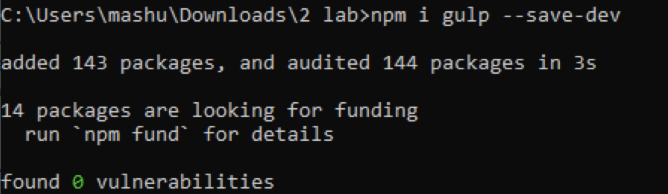 C:\Users\mashu\Downloads\2 lab>npm i gulp --save-dev
added 143 packages, and audited 144 packages in 3s
14 packages are looking for funding
  run `npm fund` for details
found 0 vulnerabilities